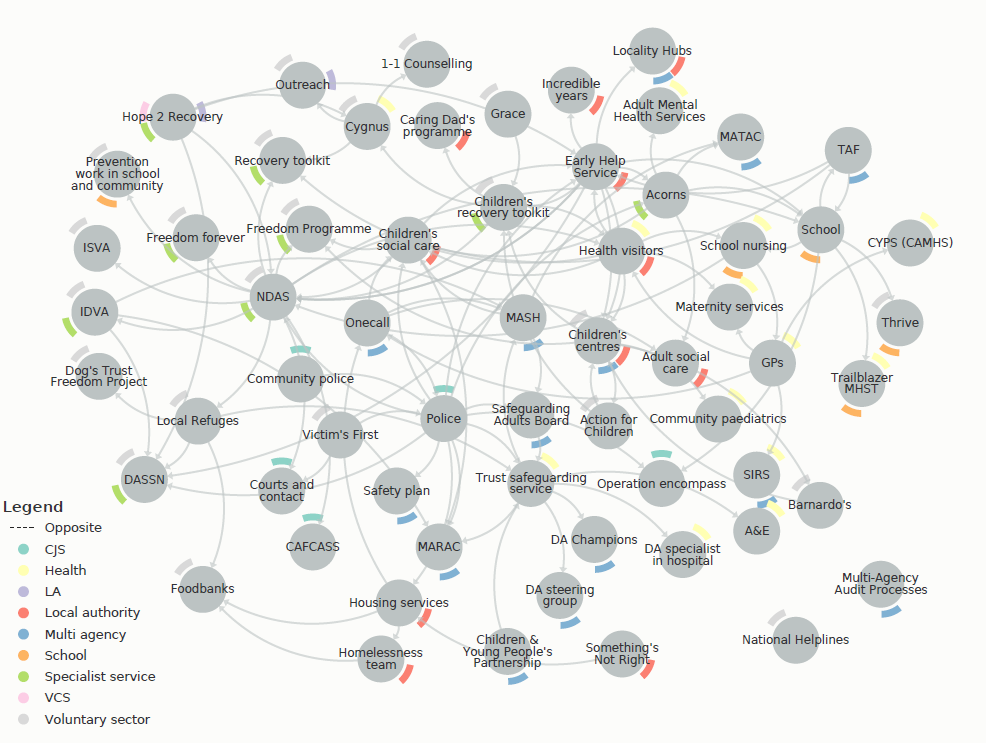 Locality Hubs
1-1 Counselling
Outreach
Incredible
years
Adult Mental
Health Services
Hope 2 Recovery
Cygnus
Caring Dad's
programme
Grace
MATAC
TAF
Prevention
work in school
and community
Recovery toolkit
Early Help
Service
Acorns
Children's
recovery toolkit
ISVA
Freedom forever
Freedom Programme
Children's
social care
Health visitors
School nursing
School
CYPS (CAMHS)
NDAS
IDVA
Onecall
MASH
Maternity services
Children's
centres
Thrive
Dog's Trust
Freedom Project
Community police
Adult social
care
GPs
Trailblazer
MHST
Local Refuges
Victim's First
Police
Safeguarding
Adults Board
Action for
Children
Community paediatrics
DASSN
Courts and
contact
Safety plan
Trust safeguarding
service
Operation encompass
SIRS
Barnardo's
A&E
CAFCASS
MARAC
DA Champions
DA specialist
in hospital
Foodbanks
Housing services
DA steering
group
Multi-Agency
Audit Processes
Homelessness
team
Children &
Young People's
Partnership
Something's
Not Right
National Helplines
Legend
Opposite
CJS
Health
LA
Local authority
Multi agency
School
Specialist service
VCS
Voluntary sector